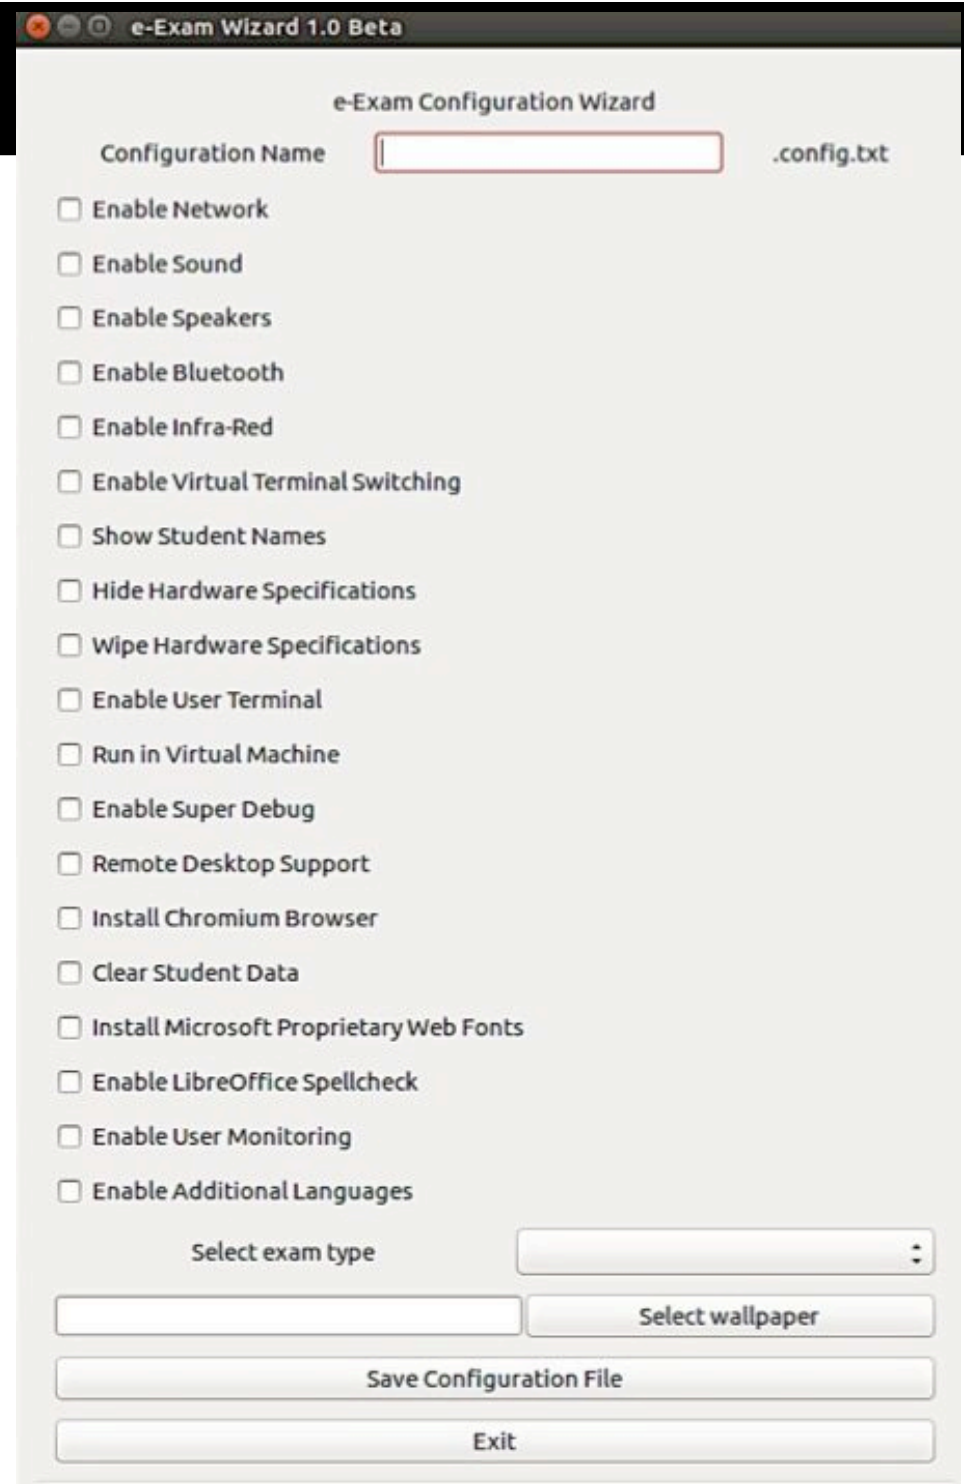 e-Exam Wizard 1.0 Beta
e-Exam Configuration Wizard
Configuration Name .config.txt
Enable Network
Enable Sound
Enable Speakers
Enable Bluetooth
Enable Infra-Red
Enable Virtual Terminal Switching
Show Student Names
Hide Hardware Specifications
Wipe Hardware Specifications
Enable User Terminal
Run in Virtual Machine
Enable Super Debug
Remote Desktop Support
Install Chromium Browser
Clear Student Data
Install Microsoft Proprietary Web Fonts
Enable LibreOffice Spellcheck
Enable User Monitoring
Enable Additional Languages
Select exam type
Select wallpaper
Save Configuration File
Exit